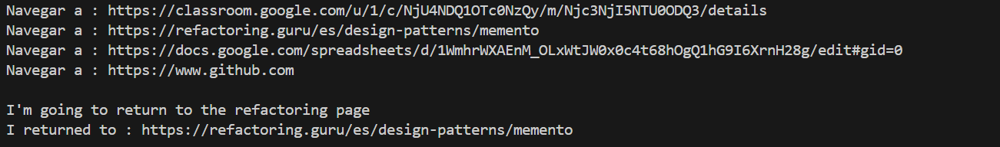 Navegar a : https://classroom.google.com/u/1/c/NjU4NDQ1OTc0NzQy/m/Njc3NjI5NTU0ODQ3/details
Navegar a : https://refactoring.guru/es/design-patterns/memento
Navegar a : https://docs.google.com/spreadsheets/d/1WmhrWXAEnM_OLxWtJW0x0c4t68hOgQ1hG9I6XrnH28g/edit#gid=0
Navegar a : https://www.github.com
I'm going to return to the refactoring page
I returned to : https://refactoring.guru/es/design-patterns/memento